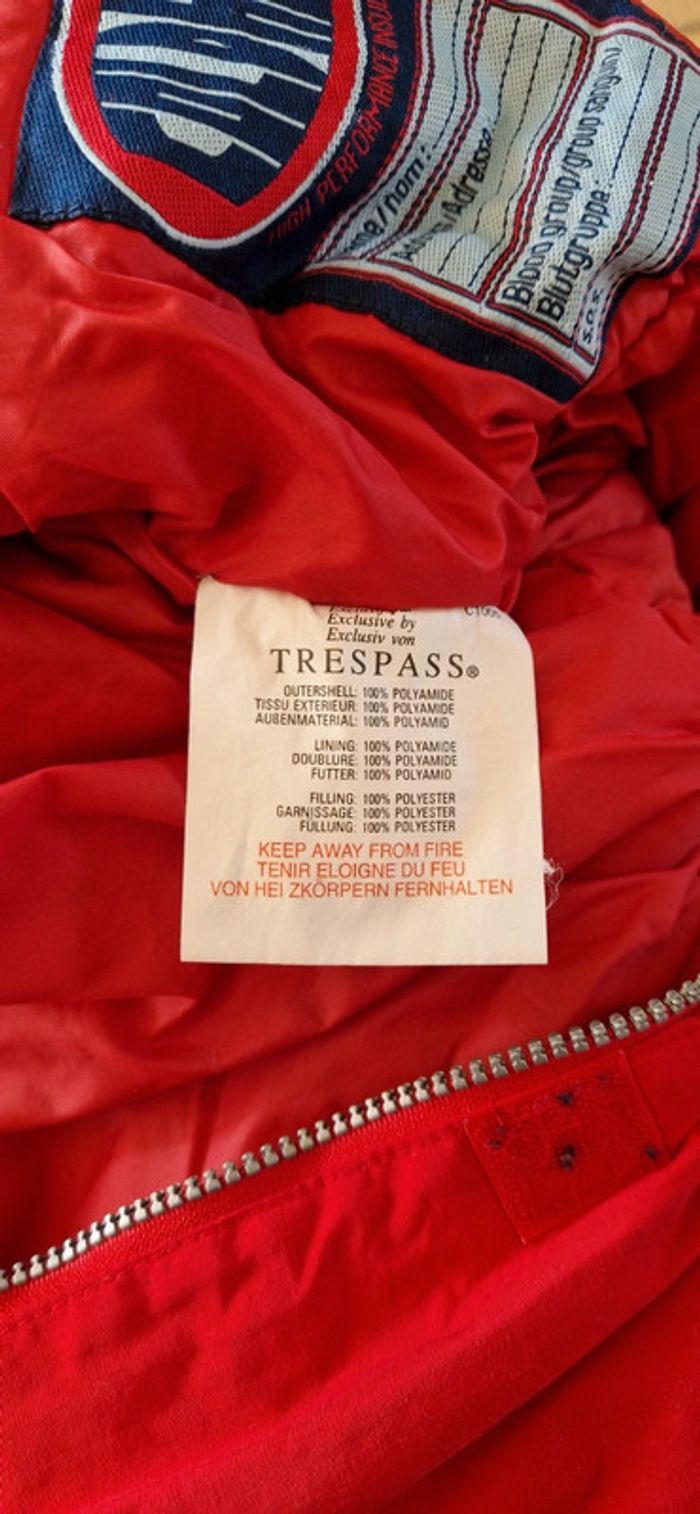 HIGH PERFORMANCE
/nom:
/Adresse:
Blood group/group sanguin/
Blutgruppe:
s.o.s.
Exclusive by
Exclusiv von
TRESPASS®
OUTERSHELL: 100% POLYAMIDE
TISSU EXTERIEUR: 100% POLYAMIDE
AUßENMATERIAL: 100% POLYAMID
LINING: 100% POLYAMIDE
DOUBLURE: 100% POLYAMIDE
FUTTER: 100% POLYAMID
FILLING: 100% POLYESTER
GARNISSAGE: 100% POLYESTER
FÜLLUNG: 100% POLYESTER
KEEP AWAY FROM FIRE
TENIR ELOIGNE DU FEU
VON HEI ZKÖRPERN FERNHALTEN